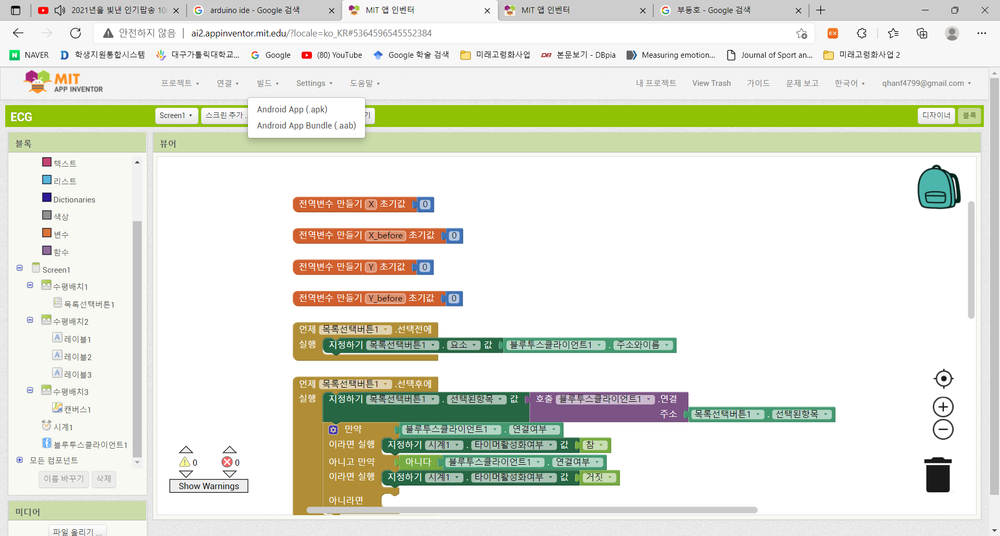 2021년을 빛낸 인기팝송 10
arduino ide - Google 검색
MIT 앱 인벤터
MIT 앱 인벤터
부등호 - Google 검색
안전하지 않음
ai2.appinventor.mit.edu/?locale=ko_KR#5364596545552384
EX
N NAVER
D 학생지원통합시스템
대구가톨릭대학교...
G Google
(80) YouTube
Google 학술 검색
미래고령화사업
DB 본문보기 - DBpia
Measuring emotion...
Journal of Sport an...
미래고령화사업 2
MIT
APP INVENTOR
프로젝트
연결
빌드
Settings
도움말
내 프로젝트
View Trash
가이드
문제 보고
한국어
qhanf4799@gmail.com
Android App (.apk)
Android App Bundle (.aab)
ECG
Screen1
스크린 추가 ..
기
디자이너
블록
블록
텍스트
리스트
Dictionaries
색상
변수
함수
Screen1
수평배치1
목록선택버튼1
수평배치2
A 레이블1
A 레이블2
A 레이블3
수평배치3
캔버스1
시계1
블루투스클라이언트1
모든 컴포넌트
이름 바꾸기
삭제
미디어
파일 올리기 ...
뷰어
전역변수 만들기 X 초기값 0
전역변수 만들기 X_before 초기값 0
전역변수 만들기 Y 초기값 0
전역변수 만들기 Y_before 초기값 0
언제 목록선택버튼1 .선택전에
실행 지정하기 목록선택버튼1 . 요소 값 블루투스클라이언트1 . 주소와이름
언제 목록선택버튼1 .선택후에
실행 지정하기 목록선택버튼1 . 선택된항목 값 호출 블루투스클라이언트1 .연결
주소 목록선택버튼1 . 선택된항목
만약 블루투스클라이언트1 . 연결여부
이라면 실행 지정하기 시계1 . 타이머활성화여부 값 참
아니고 만약 아니다 블루투스클라이언트1 . 연결여부
이라면 실행 지정하기 시계1 . 타이머활성화여부 값 거짓
아니라면
0
0
Show Warnings